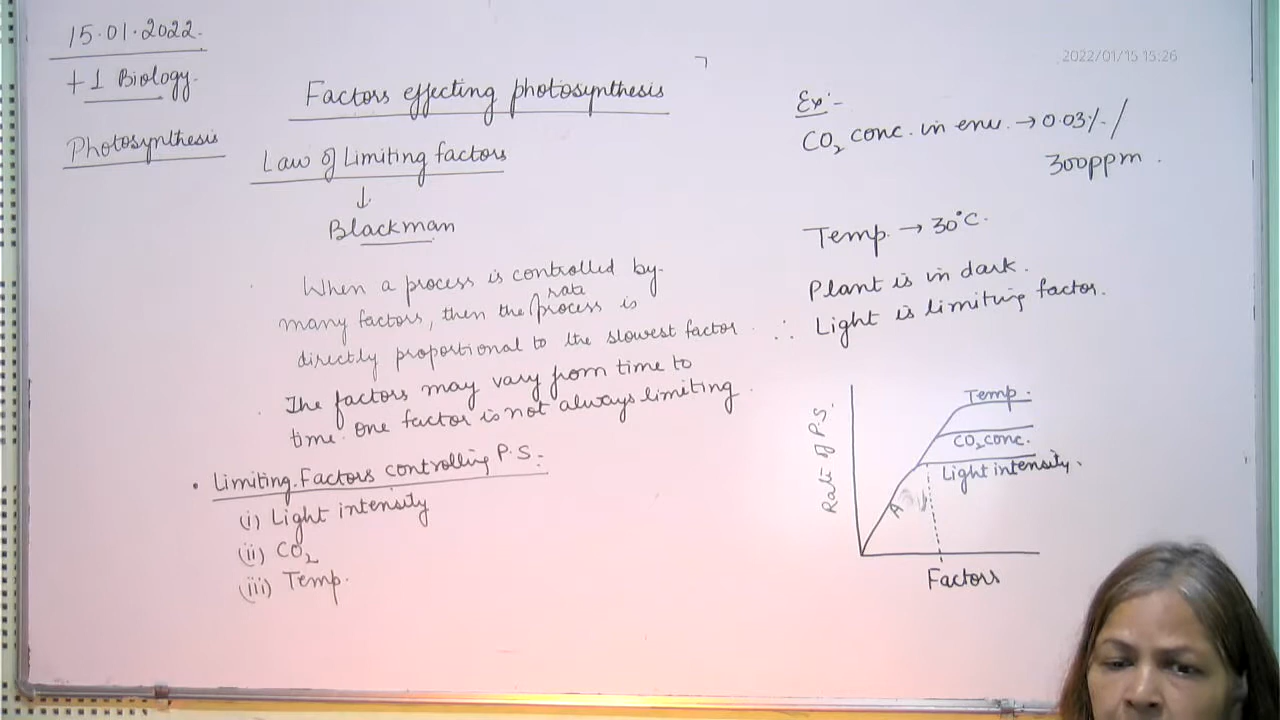 15.01.2022.
+1 Biology.
Photosynthesis
Factors effecting photosynthesis
Law of Limiting factors
↓
Blackman
When a process is controlled by
many factors, then the rate process is
directly proportional to the slowest factor
The factors may vary from time to
time. One factor is not always limiting.
• Limiting Factors controlling P.S:-
(i) Light intensity
(ii) CO₂
(iii) Temp.
2022/01/15 15:26
Ex:-
CO₂ conc. in env. → 0.03% /
300ppm.
Temp. → 30°C.
Plant is in dark.
∴ Light is limiting factor.
Temp.
CO₂ conc.
Light intensity.
Rate of P.S.
A
Factors